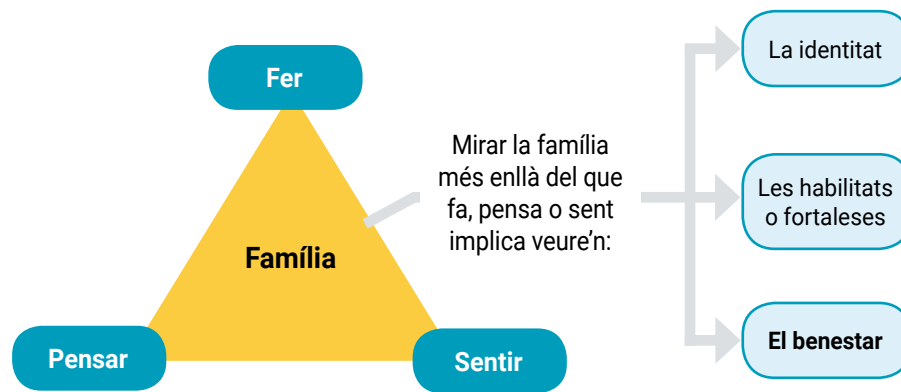 Fer
Família
Pensar
Sentir
Mirar la família
més enllà del que
fa, pensa o sent
implica veure’n:
La identitat
Les habilitats
o fortaleses
El benestar